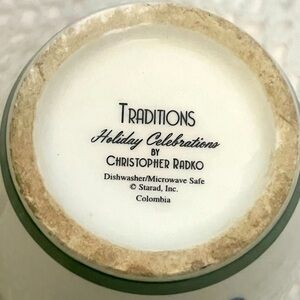 TRADITIONS
Holiday Celebrations
BY
CHRISTOPHER RADKO
Dishwasher/Microwave Safe
© Starad, Inc.
Colombia